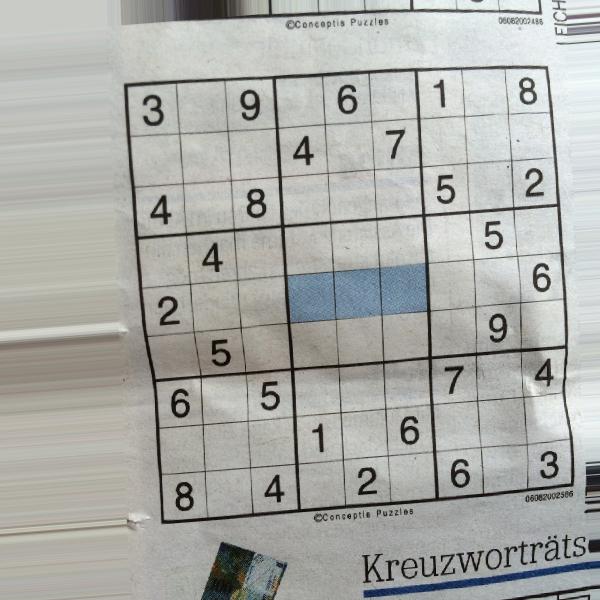 ©Conceptis Puzzles 06082002486
3 9 6 1 8
4 7
4 8 5 2
4 5
2 6
5 9
6 5 7 4
1 6
8 4 2 6 3
©Conceptis Puzzles 06082002586
Kreuzworträts